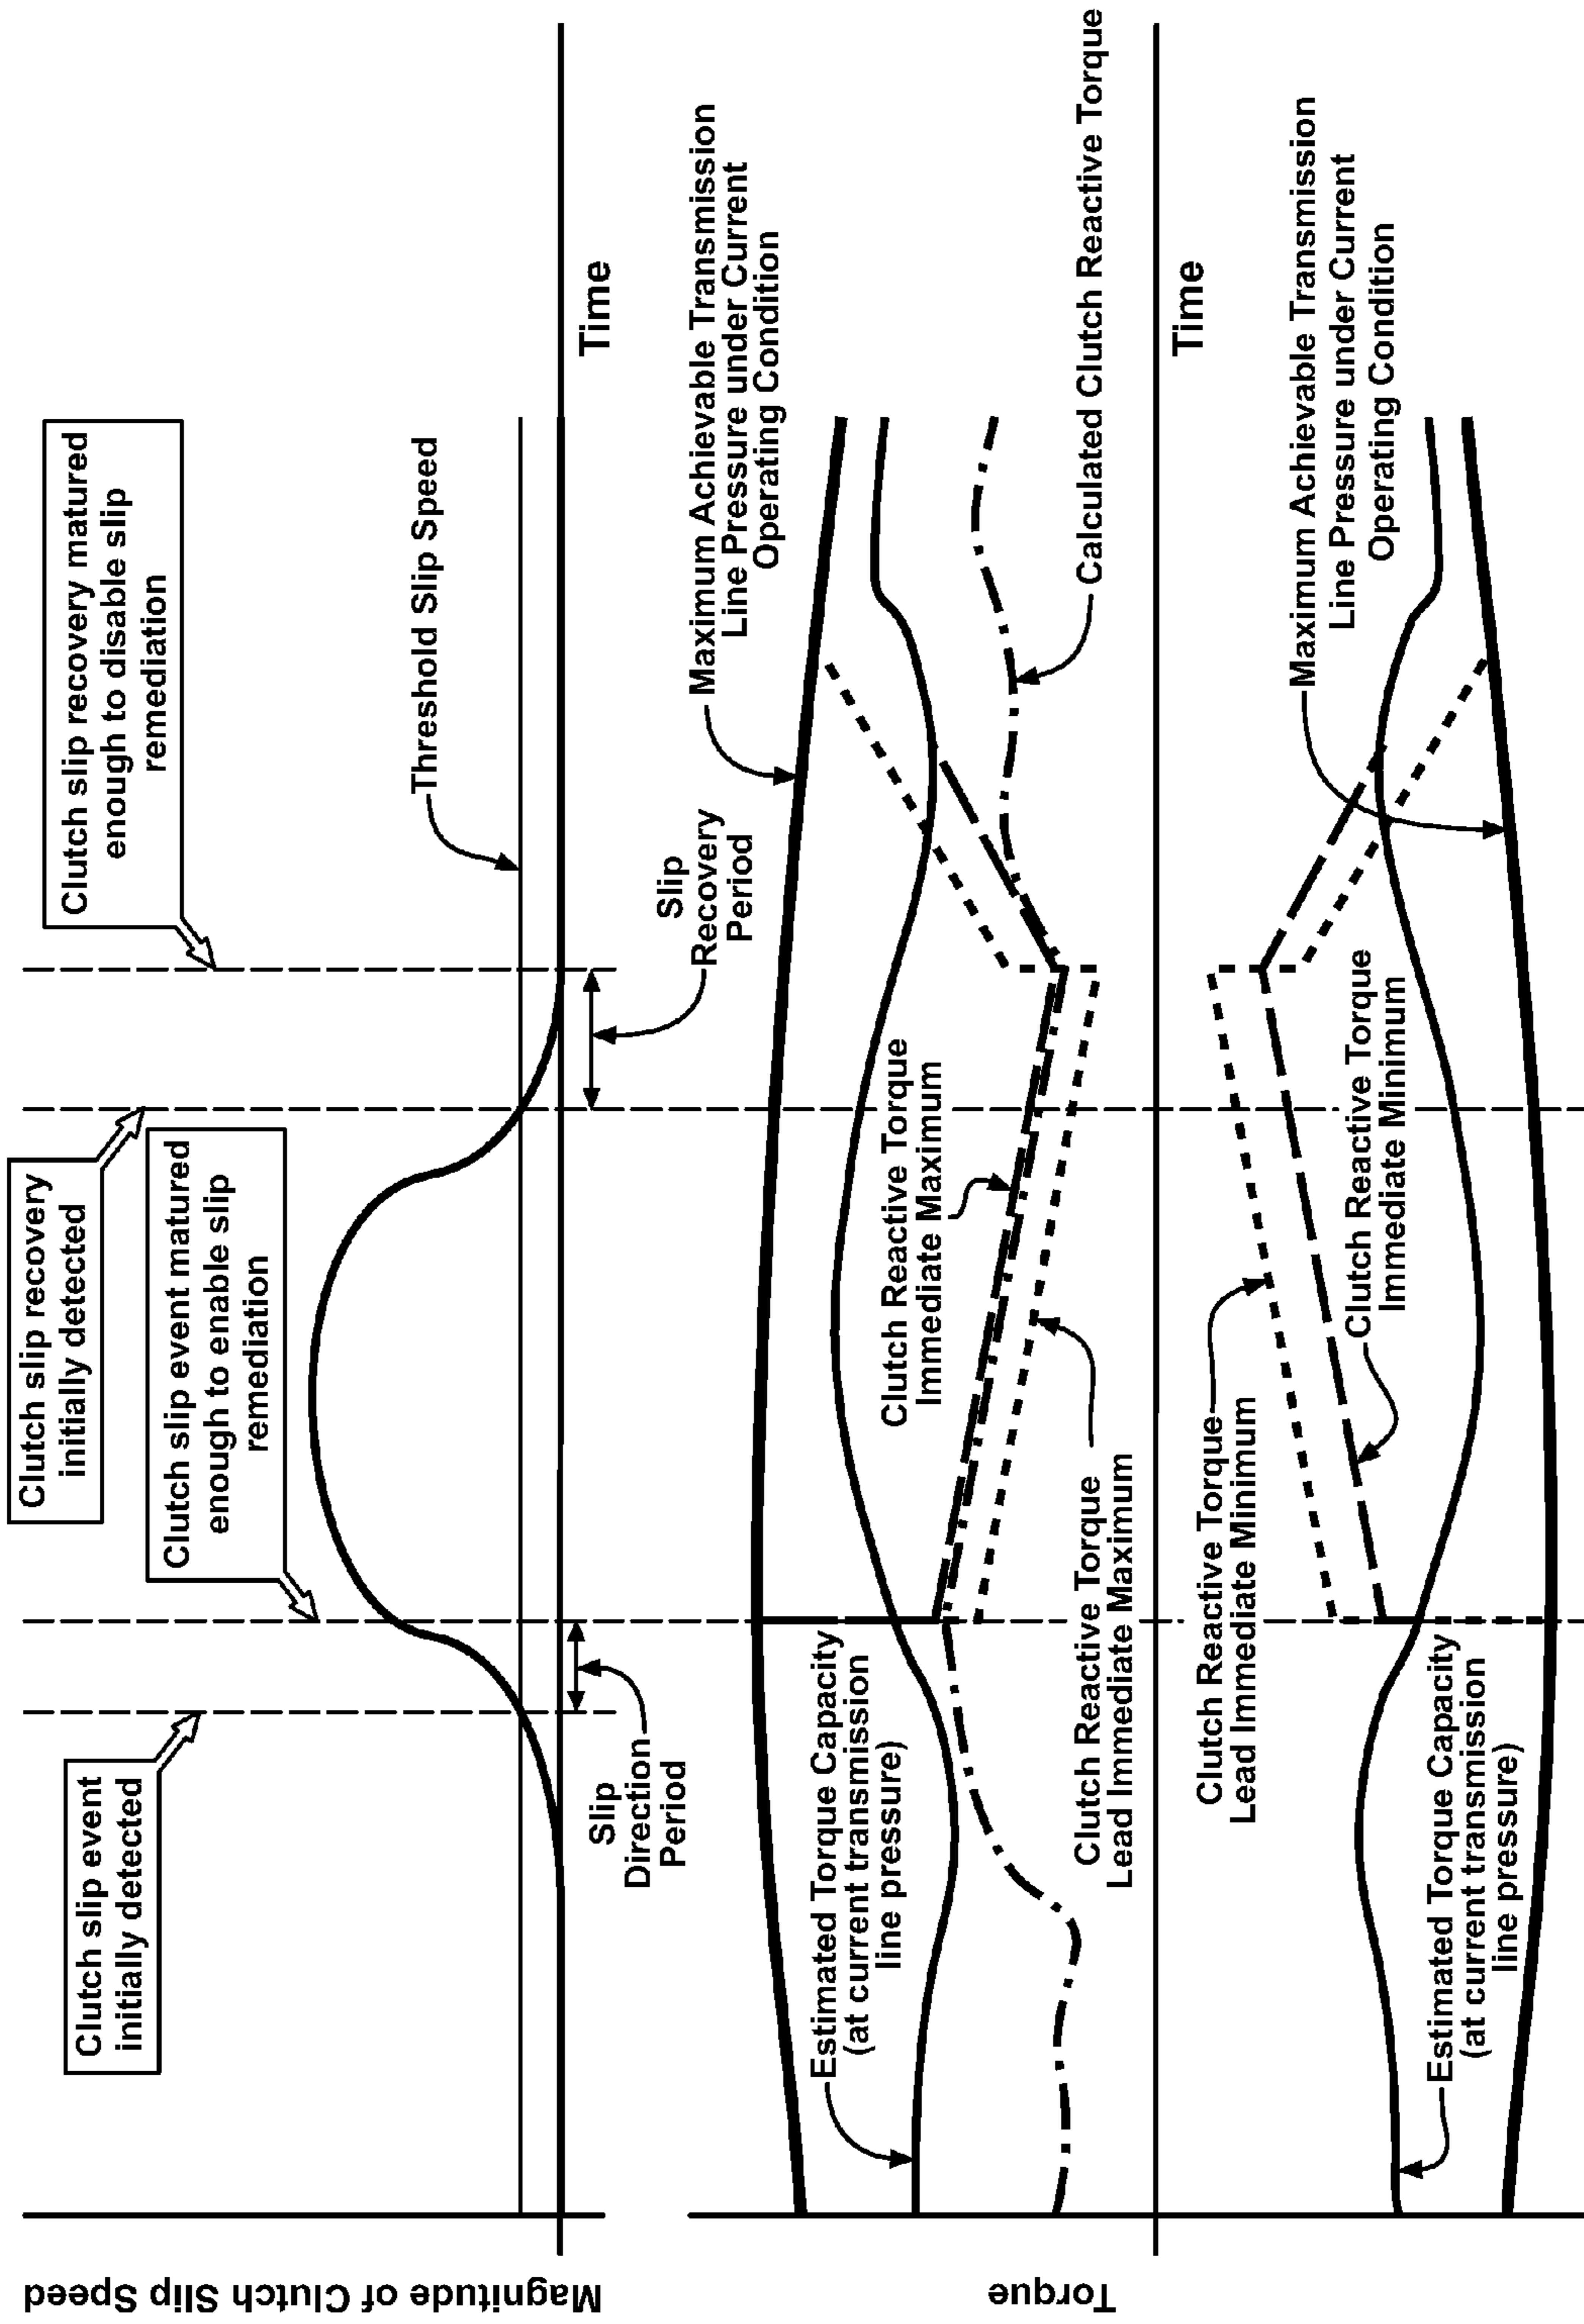 Magnitude of Clutch Slip Speed
Clutch slip event
initially detected
Clutch slip recovery
initially detected
Clutch slip event matured
enough to enable slip
remediation
Clutch slip recovery matured
enough to disable slip
remediation
Threshold Slip Speed
Time
Slip
Direction
Period
Slip
Recovery
Period
Torque
Maximum Achievable Transmission
Line Pressure under Current
Operating Condition
Estimated Torque Capacity
(at current transmission
line pressure)
Clutch Reactive Torque
Immediate Maximum
Clutch Reactive Torque
Lead Immediate Maximum
Calculated Clutch Reactive Torque
Time
Clutch Reactive Torque
Lead Immediate Minimum
Clutch Reactive Torque
Immediate Minimum
Maximum Achievable Transmission
Line Pressure under Current
Operating Condition
Estimated Torque Capacity
(at current transmission
line pressure)